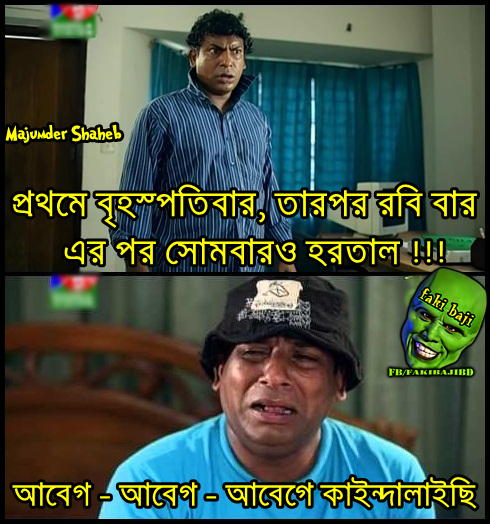 Majumder Shaheb
প্রথমে বৃহস্পতিবার, তারপর রবি বার
এর পর সোমবারও হরতাল !!!
faki baji
FB/FAKIBAJIBD
আবেগ - আবেগ - আবেগে কাইন্দালাইছি